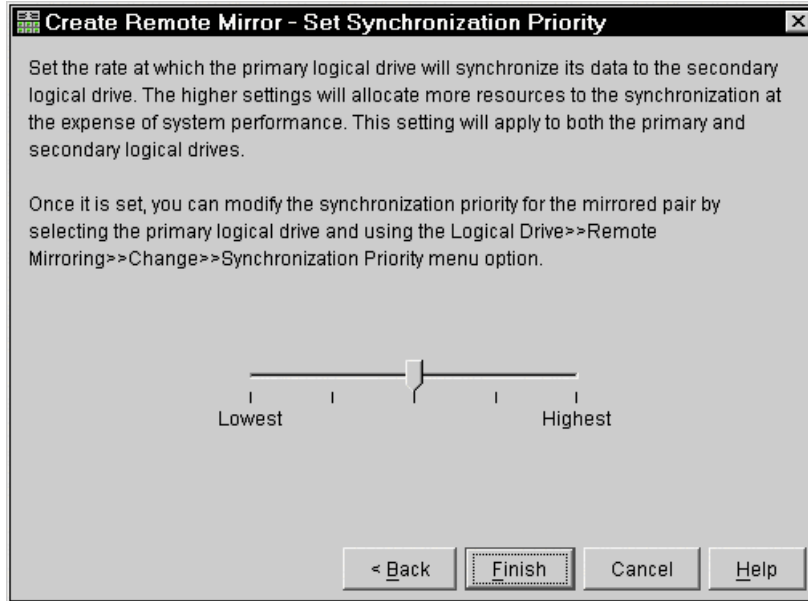 Create Remote Mirror - Set Synchronization Priority
Set the rate at which the primary logical drive will synchronize its data to the secondary
logical drive. The higher settings will allocate more resources to the synchronization at
the expense of system performance. This setting will apply to both the primary and
secondary logical drives.
Once it is set, you can modify the synchronization priority for the mirrored pair by
selecting the primary logical drive and using the Logical Drive>>Remote
Mirroring>>Change>>Synchronization Priority menu option.
Lowest Highest
< Back Finish Cancel Help